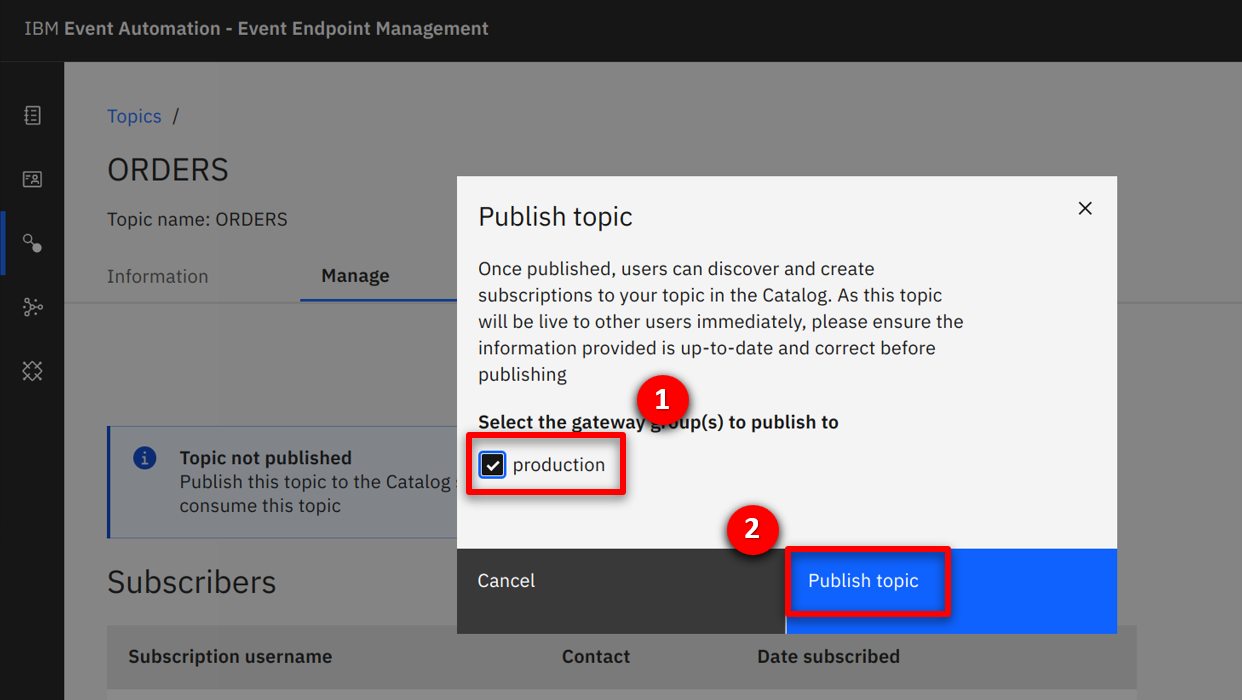 IBM Event Automation - Event Endpoint Management
Topics /
ORDERS
Topic name: ORDERS
Information
Manage
Topic not published
Publish this topic to the Catalog
consume this topic
Subscribers
Subscription username
Contact
Date subscribed
Publish topic
Once published, users can discover and create
subscriptions to your topic in the Catalog. As this topic
will be live to other users immediately, please ensure the
information provided is up-to-date and correct before
publishing
1
Select the gateway group(s) to publish to
production
2
Cancel
Publish topic